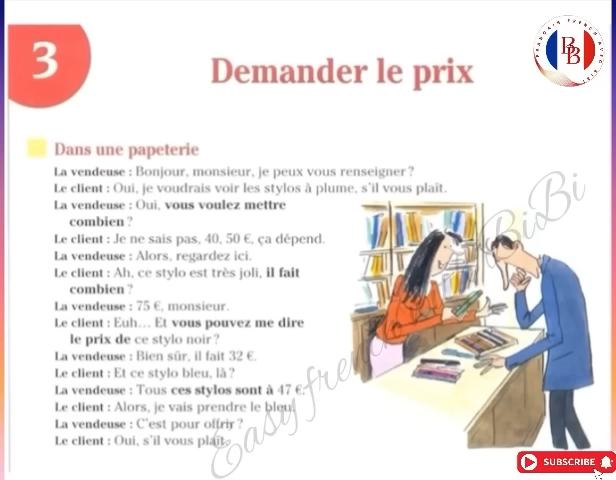 3
Demander le prix
FRANÇAIS FRENCH AVEC BIBI
BB
Dans une papeterie
La vendeuse : Bonjour, monsieur, je peux vous renseigner ?
Le client : Oui, je voudrais voir les stylos à plume, s'il vous plaît.
La vendeuse : Oui, vous voulez mettre
combien ?
Le client : Je ne sais pas, 40, 50 €, ça dépend.
La vendeuse : Alors, regardez ici.
Le client : Ah, ce stylo est très joli, il fait
combien ?
La vendeuse : 75 €, monsieur.
Le client : Euh... Et vous pouvez me dire
le prix de ce stylo noir ?
La vendeuse : Bien sûr, il fait 32 €.
Le client : Et ce stylo bleu, là ?
La vendeuse : Tous ces stylos sont à 47 €.
Le client : Alors, je vais prendre le bleu.
La vendeuse : C'est pour offrir ?
Le client : Oui, s'il vous plaît.
Easy french BiBi
SUBSCRIBE